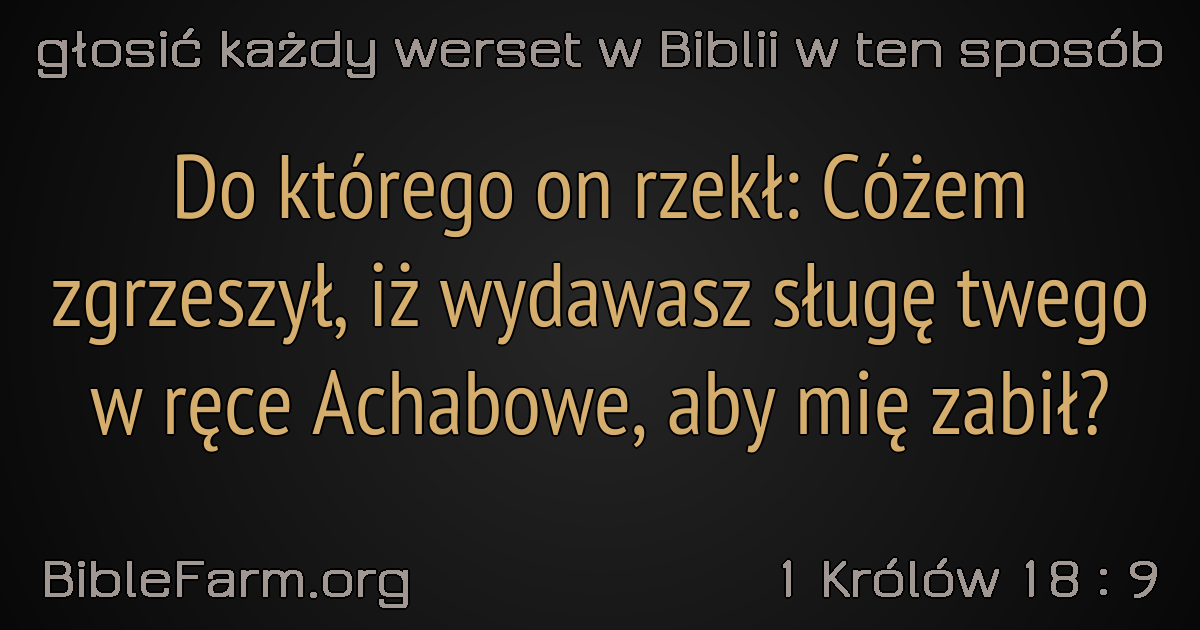 głosić każdy werset w Biblii w ten sposób
Do którego on rzekł: Cóżem
zgrzeszył, iż wydawasz sługę twego
w ręce Achabowe, aby mię zabił?
BibleFarm.org
1 Królów 18 : 9